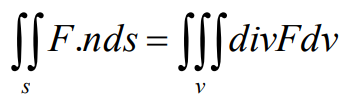 ∬ₛ F.nds = ∭ᵥ divFdv